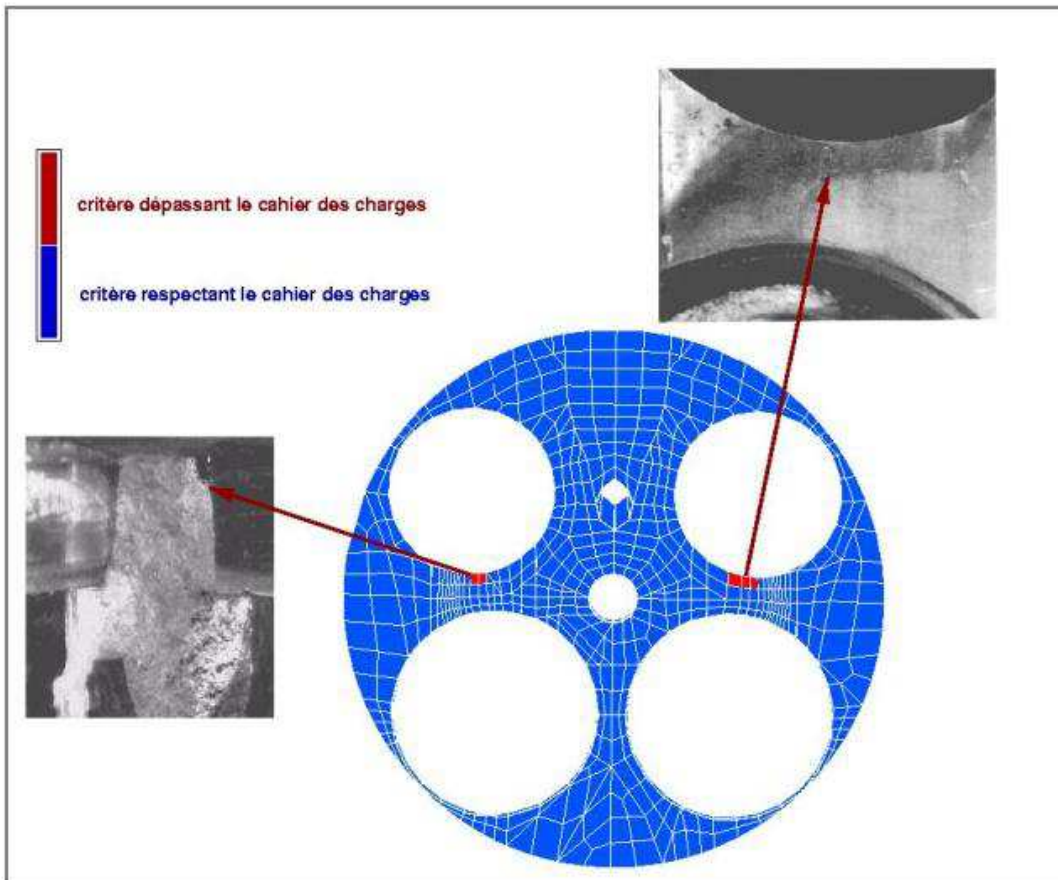 critère dépassant le cahier des charges
critère respectant le cahier des charges